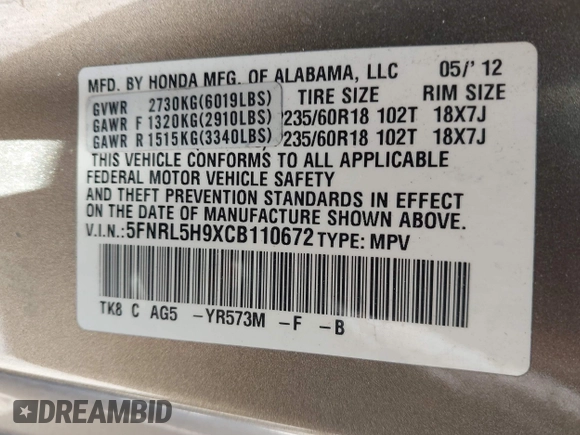 MFD. BY HONDA MFG. OF ALABAMA, LLC 05/' 12
GVWR 2730KG(6019LBS) TIRE SIZE RIM SIZE
GAWR F 1320KG(2910LBS) P235/60R18 102T 18X7J
GAWR R 1515KG(3340LBS) P235/60R18 102T 18X7J
THIS VEHICLE CONFORMS TO ALL APPLICABLE
FEDERAL MOTOR VEHICLE SAFETY
AND THEFT PREVENTION STANDARDS IN EFFECT
ON THE DATE OF MANUFACTURE SHOWN ABOVE.
V.I.N.:5FNRL5H9XCB110672 TYPE: MPV
TK8 C AG5 -YR573M -F -B
DREAMBID